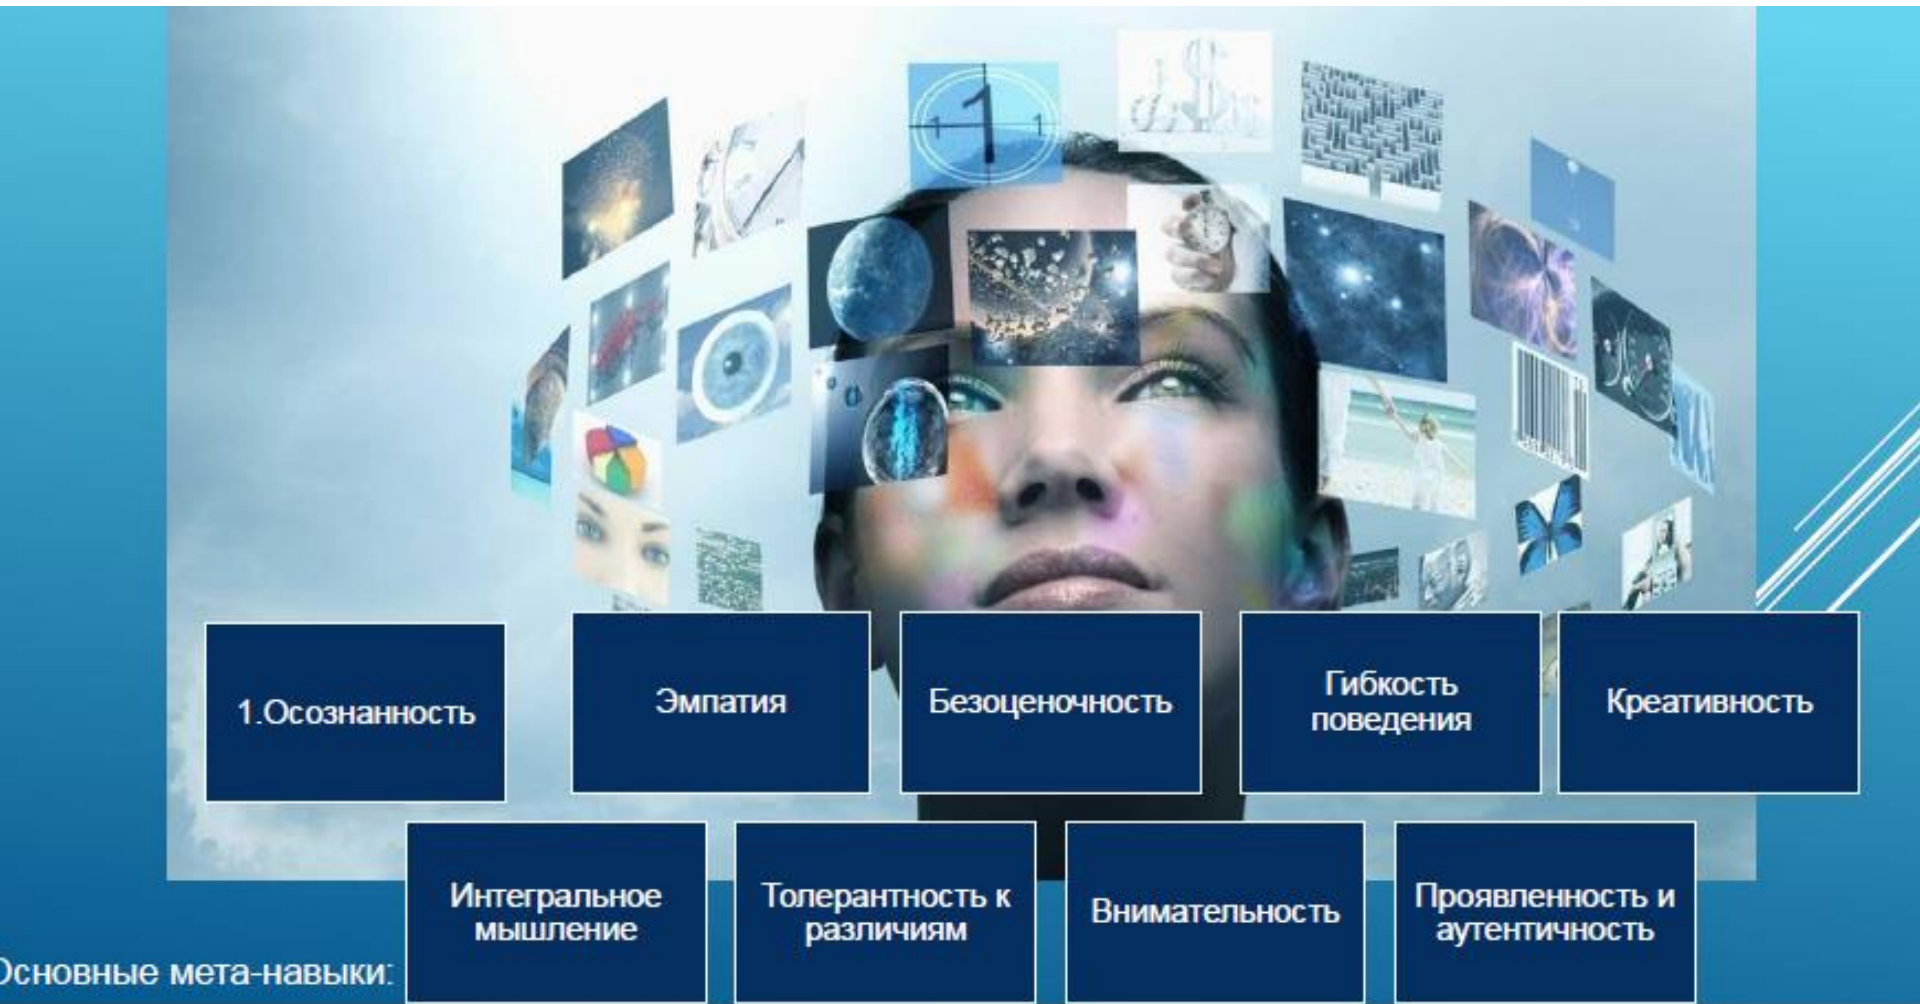 1.Осознанность
Эмпатия
Безоценочность
Гибкость
поведения
Креативность
Интегральное
мышление
Толерантность к
различиям
Внимательность
Проявленность и
аутентичность
Основные мета-навыки: